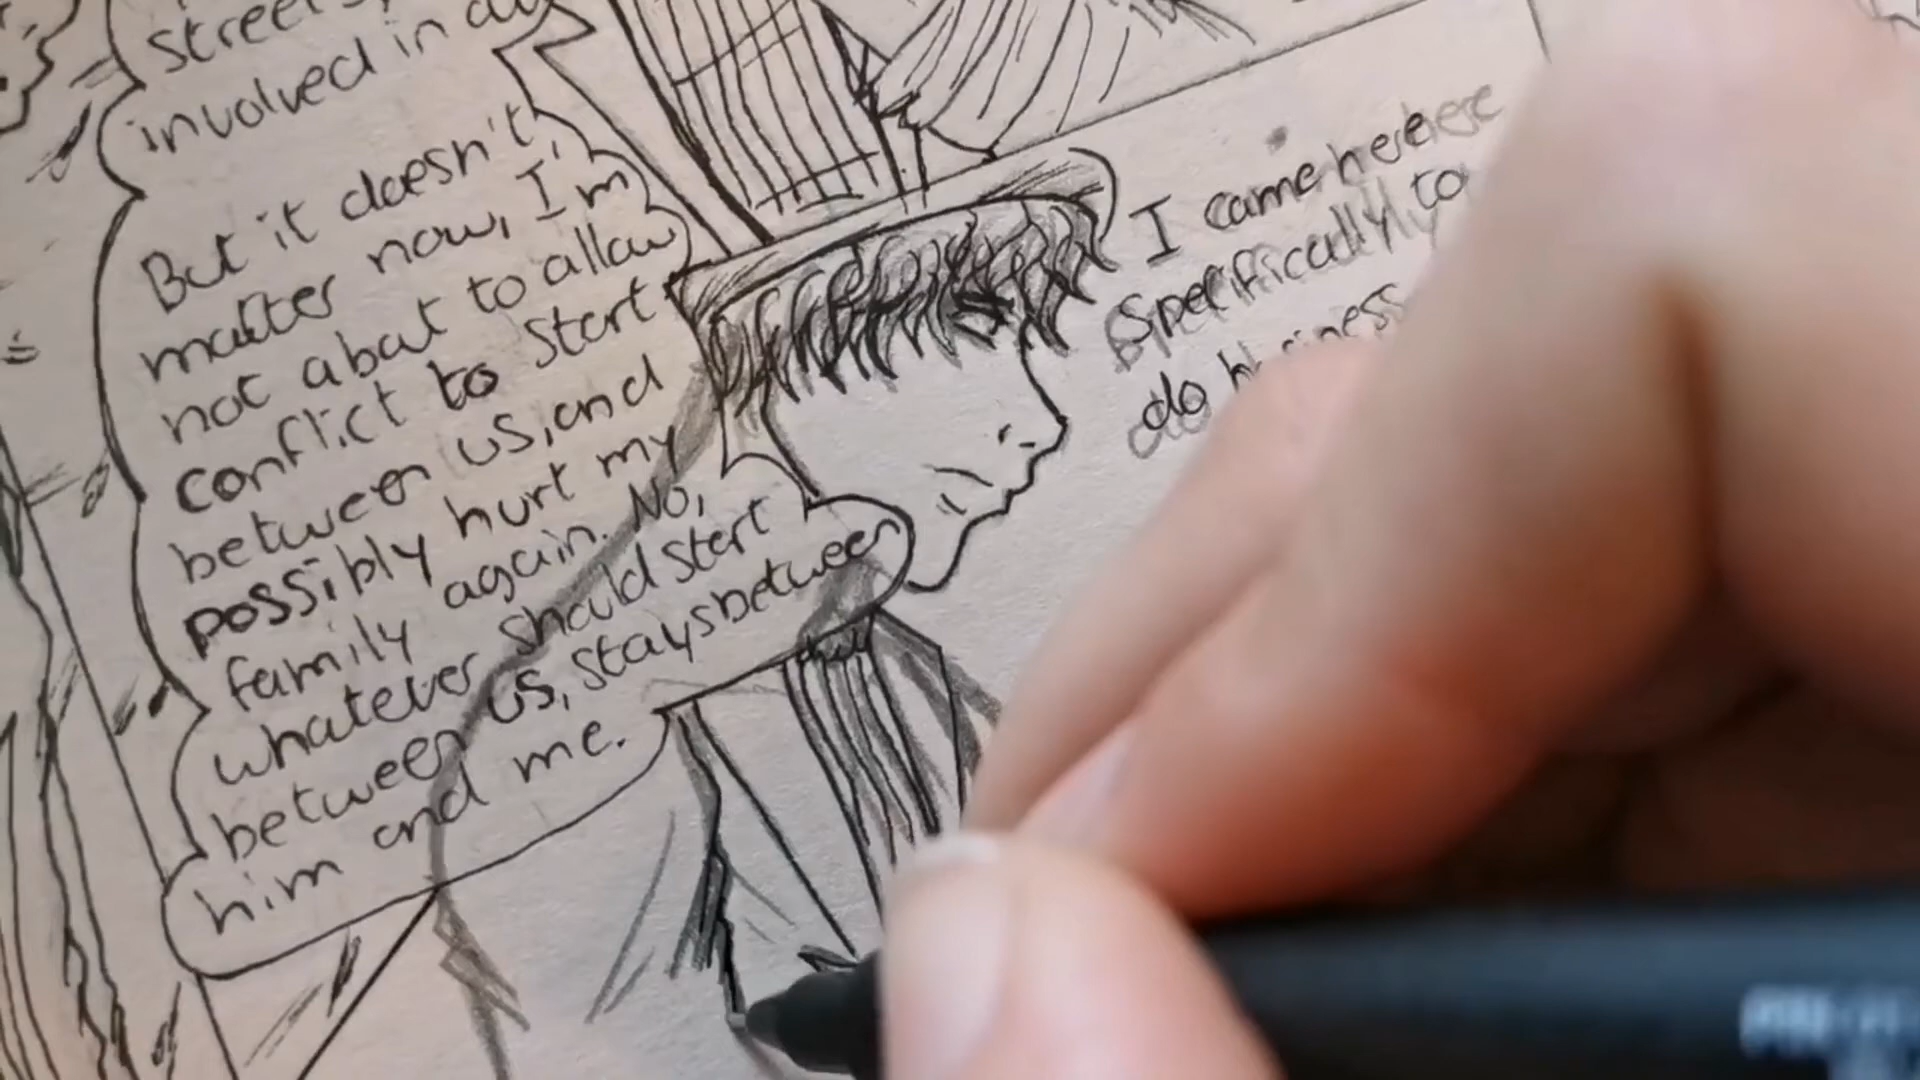 involved in
But it doesn't,
matter now, I'm
not about to allow
conflict to start
between us, and
possibly hurt my
family again. No,
whatever should start
between us, stays between
him and me.
I came here
specifically to
do business